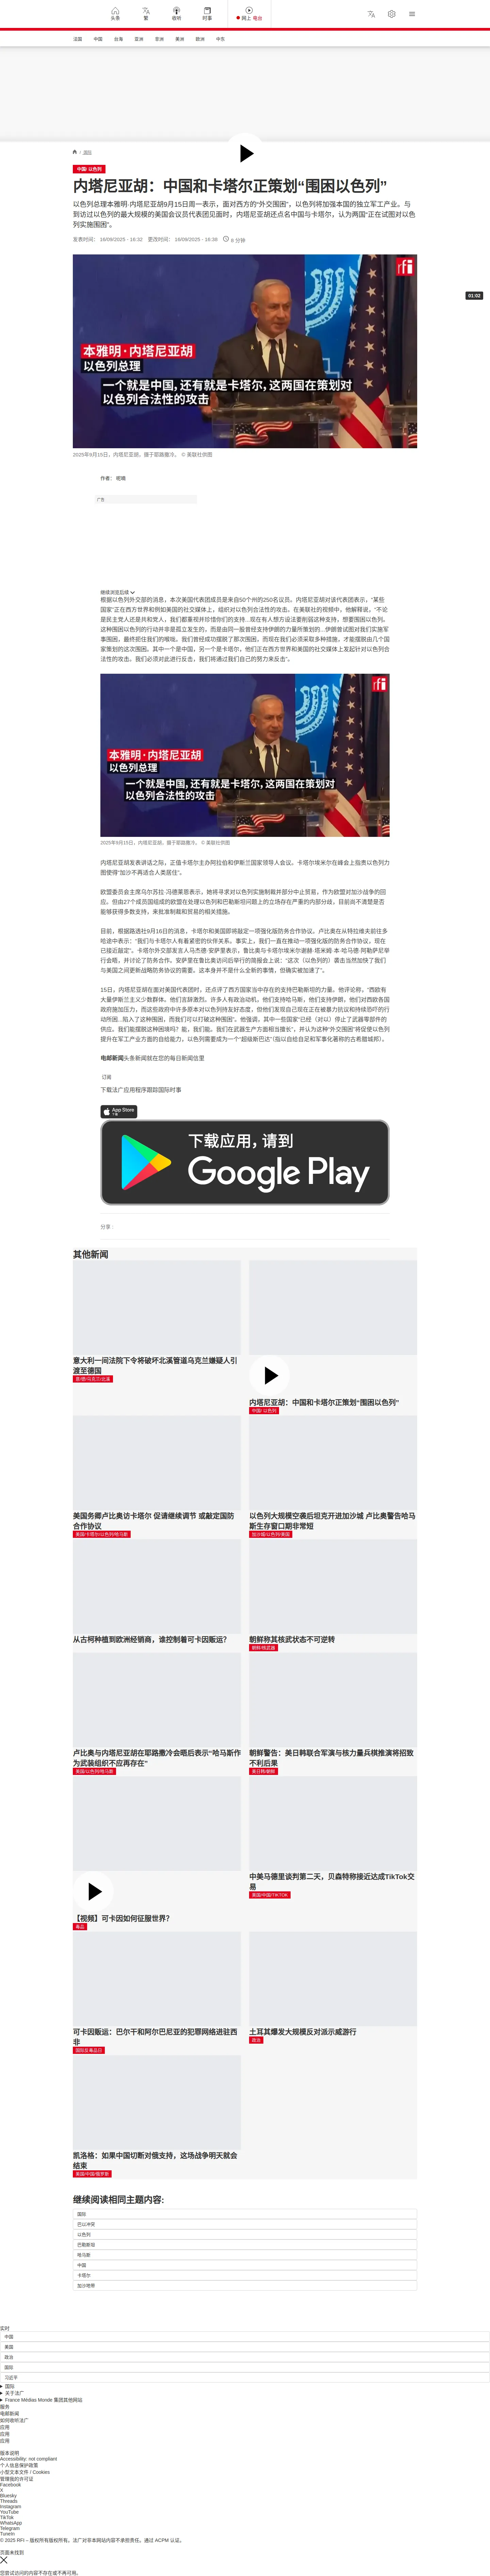 头条
繁
收听
时事
网上 电台
法国
中国
台海
亚洲
非洲
美洲
欧洲
中东
/ 国际
中国/ 以色列
内塔尼亚胡：中国和卡塔尔正策划“围困以色列”
以色列总理本雅明·内塔尼亚胡9月15日周一表示，面对西方的“外交围困”，以色列将加强本国的独立军工产业。与
到访过以色列的最大规模的美国会议员代表团见面时，内塔尼亚胡还点名中国与卡塔尔，认为两国“正在试图对以色
列实施围困”。
发表时间： 16/09/2025 - 16:32 更改时间： 16/09/2025 - 16:38 8 分钟
rfi
01:02
本雅明·内塔尼亚胡
以色列总理
一个就是中国，还有就是卡塔尔，这两国在策划对
以色列合法性的攻击
2025年9月15日，内塔尼亚胡，摄于耶路撒冷。 © 美联社供图
广告
继续浏览后续
根据以色列外交部的消息，本次美国代表团成员是来自50个州的250名议员。内塔尼亚胡对该代表团表示，“某些
国家”正在西方世界和例如美国的社交媒体上，组织对以色列合法性的攻击。在美联社的视频中，他解释说，“不论
是民主党人还是共和党人，我们都重视并珍惜你们的支持...现在有人想方设法要削弱这种支持，想要围困以色列。
这种围困以色列的行动并非是孤立发生的，而是由同一股曾经支持伊朗的力量所策划的...伊朗曾试图对我们实施军
事围困，最终扼住我们的喉咙。我们曾经成功摆脱了那次围困，而现在我们必须采取多种措施，才能摆脱由几个国
家策划的这次围困。其中一个是中国，另一个是卡塔尔，他们正在西方世界和美国的社交媒体上发起针对以色列合
法性的攻击。我们必须对此进行反击，我们将通过我们自己的努力来反击”。
rfi
本雅明·内塔尼亚胡
以色列总理
一个就是中国，还有就是卡塔尔，这两国在策划对
以色列合法性的攻击
2025年9月15日，内塔尼亚胡，摄于耶路撒冷。 © 美联社供图
内塔尼亚胡发表讲话之际，正值卡塔尔主办阿拉伯和伊斯兰国家领导人会议。卡塔尔埃米尔在峰会上指责以色列力
图使得“加沙不再适合人类居住”。
欧盟委员会主席乌尔苏拉·冯德莱恩表示，她将寻求对以色列实施制裁并部分中止贸易，作为欧盟对加沙战争的回
应。但由27个成员国组成的欧盟在处理以色列和巴勒斯坦问题上的立场存在严重的内部分歧，目前尚不清楚是否
能够获得多数支持，来批准制裁和贸易的相关措施。
目前，根据路透社9月16日的消息，卡塔尔和美国即将敲定一项强化版防务合作协议。卢比奥在从特拉维夫前往多
哈途中表示：“我们与卡塔尔人有着紧密的伙伴关系。事实上，我们一直在推动一项强化版的防务合作协议，现在
已接近敲定”。卡塔尔外交部发言人马杰德·安萨里表示，鲁比奥与卡塔尔埃米尔谢赫·塔米姆·本·哈马德·阿勒萨尼举
行会晤，并讨论了防务合作。安萨里在鲁比奥访问后举行的简报会上说：“这次（以色列的）袭击当然加快了我们
与美国之间更新战略防务协议的需要，这本身并不是什么全新的事情，但确实被加速了”。
15日，内塔尼亚胡在面对美国代表团时，还点评了西方国家当中存在的支持巴勒斯坦的力量。他评论称，“西欧有
大量伊斯兰主义少数群体。他们言辞激烈。许多人有政治动机，他们支持哈马斯，他们支持伊朗，他们对西欧各国
政府施加压力，而这些政府中许多原本对以色列持友好态度，但他们发现自己现在正在被暴力抗议和持续恐吓的行
动所困...陷入了这种围困，而我们可以打破这种围困”。他强调，其中一些国家“已经（对以）停止了武器零部件的
供应。我们能摆脱这种困境吗？能，我们能。我们在武器生产方面相当擅长”，并认为这种“外交围困”将促使以色列
提升在军工产业方面的自给能力，以色列需要成为一个“超级斯巴达”（指以自给自足和军事化著称的古希腊城邦）。
电邮新闻头条新闻就在您的每日新闻信里
订阅
下载法广应用程序跟踪国际时事
App Store
下载
下载应用，请到
Google Play
分享 :
其他新闻
意大利一间法院下令将破坏北溪管道乌克兰嫌疑人引
渡至德国
意/德/乌克兰/北溪
内塔尼亚胡：中国和卡塔尔正策划“围困以色列”
中国/ 以色列
美国务卿卢比奥访卡塔尔 促请继续调节 或敲定国防
合作协议
美国/卡塔尔/以色列/哈马斯
以色列大规模空袭后坦克开进加沙城 卢比奥警告哈马
斯生存窗口期非常短
加沙城/以色列/美国
从古柯种植到欧洲经销商，谁控制着可卡因贩运？
朝鲜称其核武状态不可逆转
朝鲜/核武器
卢比奥与内塔尼亚胡在耶路撒冷会晤后表示“哈马斯作
为武装组织不应再存在”
美国/以色列/哈马斯
朝鲜警告：美日韩联合军演与核力量兵棋推演将招致
不利后果
美日韩/朝鲜
【视频】可卡因如何征服世界？
毒品
中美马德里谈判第二天，贝森特称接近达成TikTok交
易
美国/中国/TIKTOK
可卡因贩运：巴尔干和阿尔巴尼亚的犯罪网络进驻西
非
国际反毒品日
土耳其爆发大规模反对派示威游行
政治
凯洛格：如果中国切断对俄支持，这场战争明天就会
结束
美国/中国/俄罗斯
继续阅读相同主题内容:
国际
巴以冲突
以色列
巴勒斯坦
哈马斯
中国
卡塔尔
加沙地带
实时
中国
美国
政治
国际
习近平
国际
关于法广
France Médias Monde 集团其他网站
服务
电邮新闻
如何收听法广
应用
应用
应用
版本说明
Accessibility: not compliant
个人信息保护政策
小型文本文件 / Cookies
管理我的许可证
Facebook
X
Bluesky
Threads
Instagram
YouTube
TikTok
WhatsApp
Telegram
TuneIn
© 2025 RFI – 版权所有版权所有。法广对非本网站内容不承担责任。通过 ACPM 认证。
页面未找到
您尝试访问的内容不存在或不再可用。